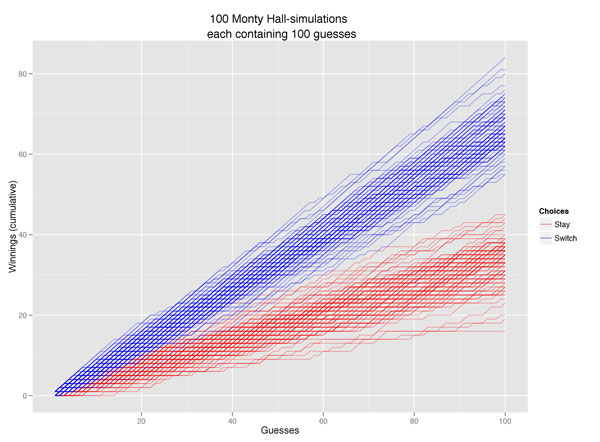 100 Monty Hall-simulations
each containing 100 guesses
Winnings (cumulative)
80
60
40
20
0
20
40
60
80
100
Guesses
Choices
Stay
Switch